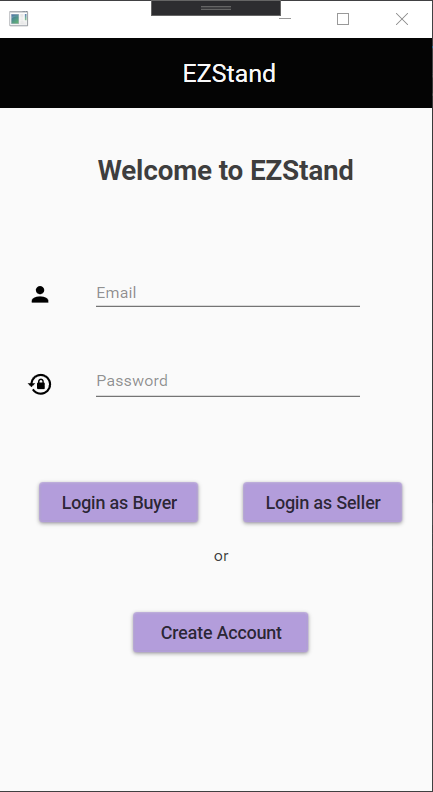 EZStand
Welcome to EZStand
Email
Password
Login as Buyer
Login as Seller
or
Create Account